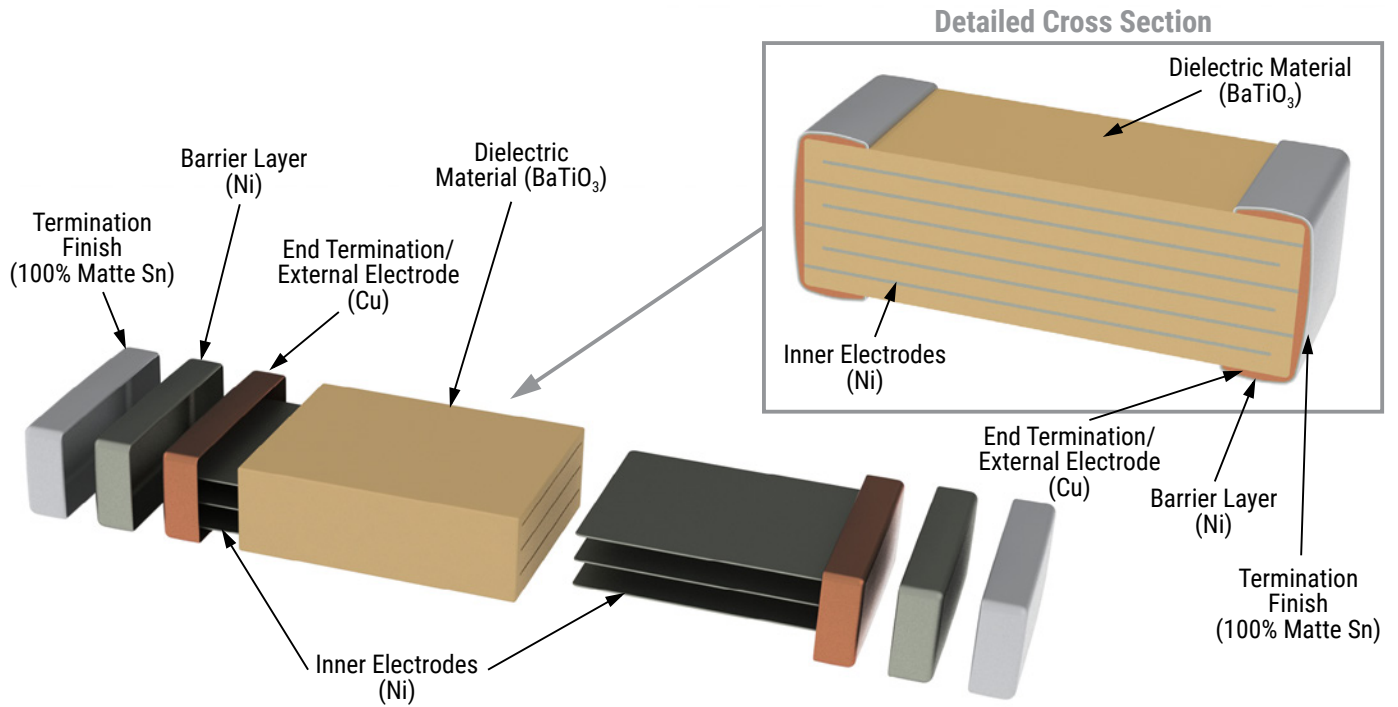 Detailed Cross Section
Dielectric Material
(BaTiO₃)
Barrier Layer
(Ni)
Dielectric
Material (BaTiO₃)
Termination
Finish
(100% Matte Sn)
End Termination/
External Electrode
(Cu)
Inner Electrodes
(Ni)
End Termination/
External Electrode
(Cu)
Barrier Layer
(Ni)
Termination
Finish
(100% Matte Sn)
Inner Electrodes
(Ni)